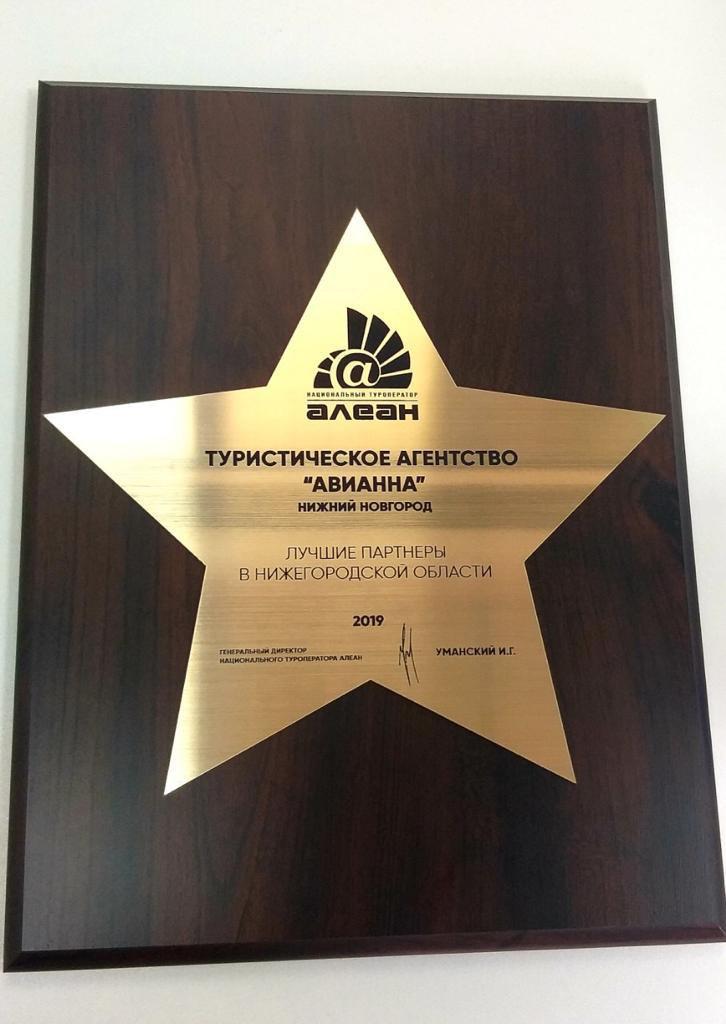 @
НАЦИОНАЛЬНЫЙ ТУРОПЕРАТОР
алеан
ТУРИСТИЧЕСКОЕ АГЕНТСТВО
“АВИАННА”
НИЖНИЙ НОВГОРОД
ЛУЧШИЕ ПАРТНЕРЫ
В НИЖЕГОРОДСКОЙ ОБЛАСТИ
2019
ГЕНЕРАЛЬНЫЙ ДИРЕКТОР
НАЦИОНАЛЬНОГО ТУРОПЕРАТОРА АЛЕАН
УМАНСКИЙ И.Г.